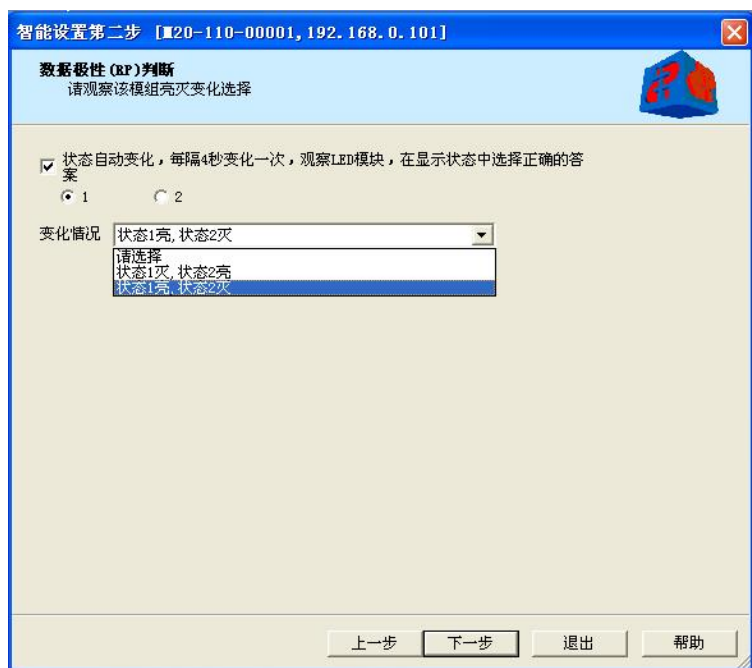 智能设置第二步 [M20-110-00001,192.168.0.101]
数据极性(RP)判断
请观察该模组亮灭变化选择
状态自动变化，每隔4秒变化一次，观察LED模块，在显示状态中选择正确的答
案
1 2
变化情况 状态1亮,状态2灭
请选择
状态1灭,状态2亮
状态1亮,状态2灭
上一步 下一步 退出 帮助